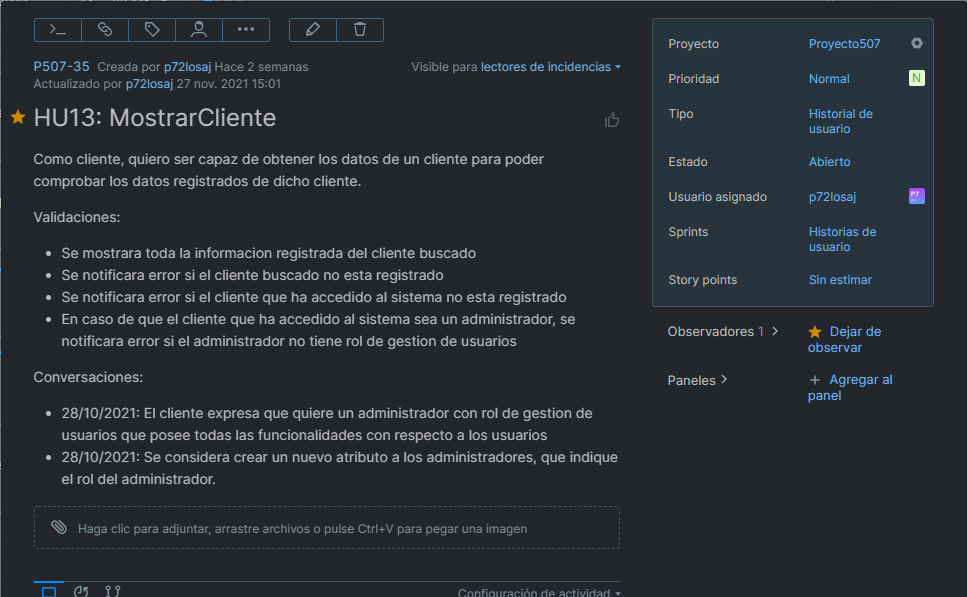 P507-35 Creada por p72losaj Hace 2 semanas
Visible para lectores de incidencias
Actualizado por p72losaj 27 nov. 2021 15:01
HU13: MostrarCliente
Como cliente, quiero ser capaz de obtener los datos de un cliente para poder
comprobar los datos registrados de dicho cliente.
Validaciones:
Se mostrara toda la informacion registrada del cliente buscado
Se notificara error si el cliente buscado no esta registrado
Se notificara error si el cliente que ha accedido al sistema no esta registrado
En caso de que el cliente que ha accedido al sistema sea un administrador, se
notificara error si el administrador no tiene rol de gestion de usuarios
Conversaciones:
28/10/2021: El cliente expresa que quiere un administrador con rol de gestion de
usuarios que posee todas las funcionalidades con respecto a los usuarios
28/10/2021: Se considera crear un nuevo atributo a los administradores, que indique
el rol del administrador.
Haga clic para adjuntar, arrastre archivos o pulse Ctrl+V para pegar una imagen
Configuración de actividad
Proyecto Proyecto507
Prioridad Normal N
Tipo Historial de
usuario
Estado Abierto
Usuario asignado p72losaj P7
Sprints Historias de
usuario
Story points Sin estimar
Observadores 1 Dejar de
observar
Paneles Agregar al
panel